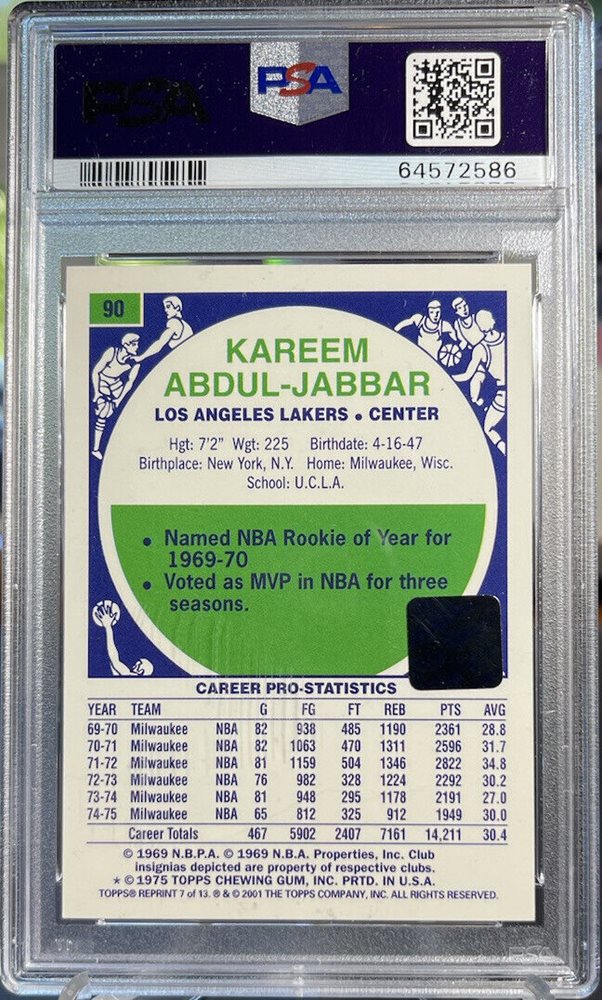 PSA
PSA
64572586
90
KAREEM
ABDUL-JABBAR
LOS ANGELES LAKERS • CENTER
Hgt: 7'2" Wgt: 225 Birthdate: 4-16-47
Birthplace: New York, N.Y. Home: Milwaukee, Wisc.
School: U.C.L.A.
• Named NBA Rookie of Year for
1969-70
• Voted as MVP in NBA for three
seasons.
CAREER PRO-STATISTICS
YEAR TEAM G FG FT REB PTS AVG
69-70 Milwaukee NBA 82 938 485 1190 2361 28.8
70-71 Milwaukee NBA 82 1063 470 1311 2596 31.7
71-72 Milwaukee NBA 81 1159 504 1346 2822 34.8
72-73 Milwaukee NBA 76 982 328 1224 2292 30.2
73-74 Milwaukee NBA 81 948 295 1178 2191 27.0
74-75 Milwaukee NBA 65 812 325 912 1949 30.0
Career Totals 467 5902 2407 7161 14,211 30.4
© 1969 N.B.P.A. © 1969 N.B.A. Properties, Inc. Club
insignias depicted are property of respective clubs.
★ © 1975 TOPPS CHEWING GUM, INC. PRTD. IN U.S.A.
TOPPS® REPRINT 7 of 13. ® & © 2001 THE TOPPS COMPANY, INC. ALL RIGHTS RESERVED.
PSA